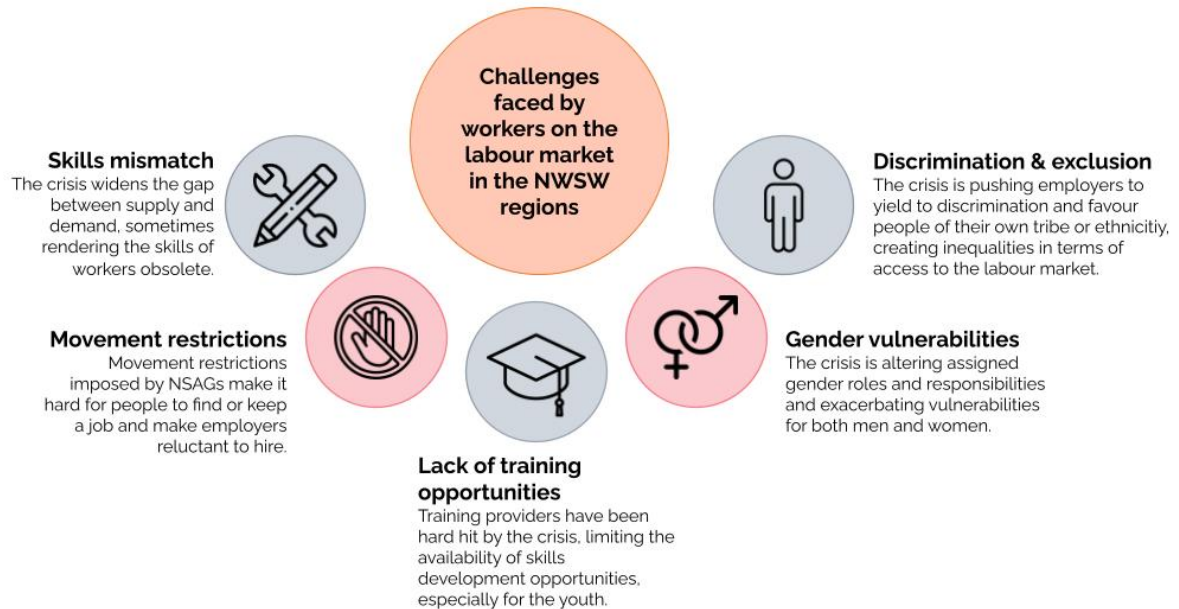 Challenges
faced by
workers on the
labour market
in the NWSW
regions
Skills mismatch
The crisis widens the gap
between supply and
demand, sometimes
rendering the skills of
workers obsolete.
Movement restrictions
Movement restrictions
imposed by NSAGs make it
hard for people to find or keep
a job and make employers
reluctant to hire.
Lack of training
opportunities
Training providers have been
hard hit by the crisis, limiting the
availability of skills
development opportunities,
especially for the youth.
Gender vulnerabilities
The crisis is altering assigned
gender roles and responsibilities
and exacerbating vulnerabilities
for both men and women.
Discrimination & exclusion
The crisis is pushing employers to
yield to discrimination and favour
people of their own tribe or ethnicitiy,
creating inequalities in terms of
access to the labour market.